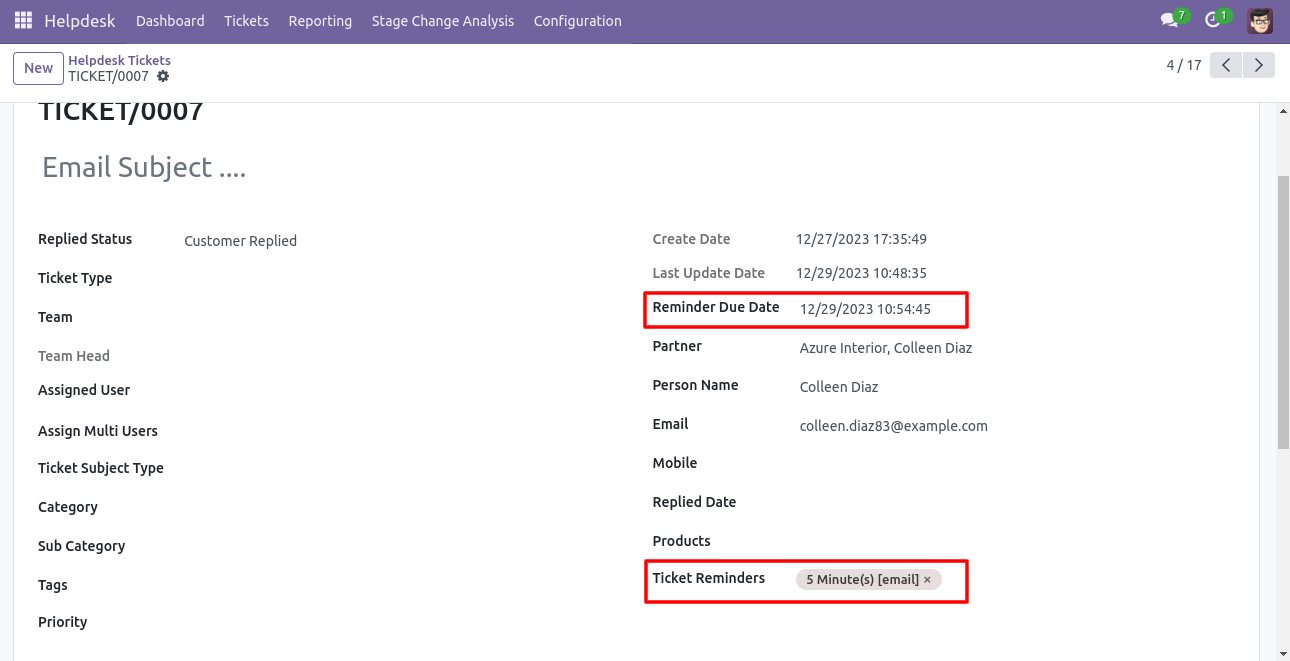 Helpdesk Dashboard Tickets Reporting Stage Change Analysis Configuration 7 1
New Helpdesk Tickets
TICKET/0007
4 / 17
TICKET/0007
Email Subject ....
Replied Status Customer Replied
Ticket Type
Team
Team Head
Assigned User
Assign Multi Users
Ticket Subject Type
Category
Sub Category
Tags
Priority
Create Date 12/27/2023 17:35:49
Last Update Date 12/29/2023 10:48:35
Reminder Due Date 12/29/2023 10:54:45
Partner Azure Interior, Colleen Diaz
Person Name Colleen Diaz
Email colleen.diaz83@example.com
Mobile
Replied Date
Products
Ticket Reminders 5 Minute(s) [email] ×